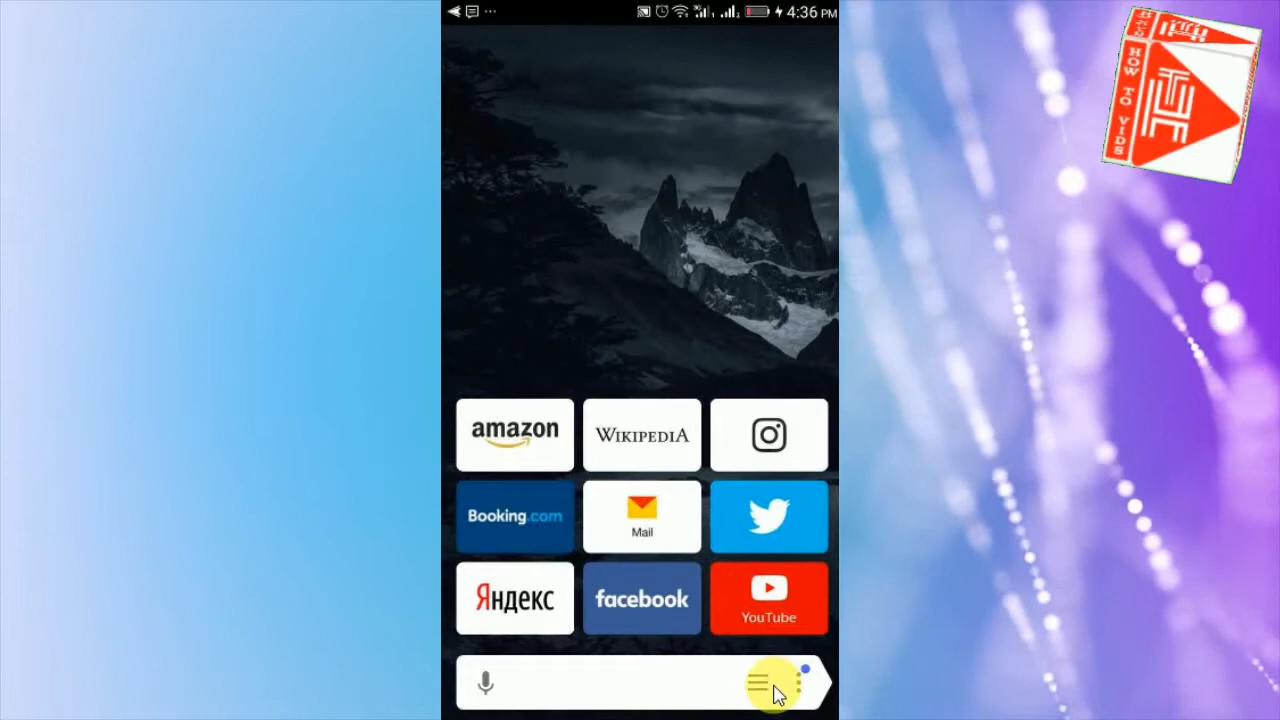 4:36 PM
HOW TO VIDS
amazon
WIKIPEDIA
Booking.com
Mail
Яндекс
facebook
YouTube